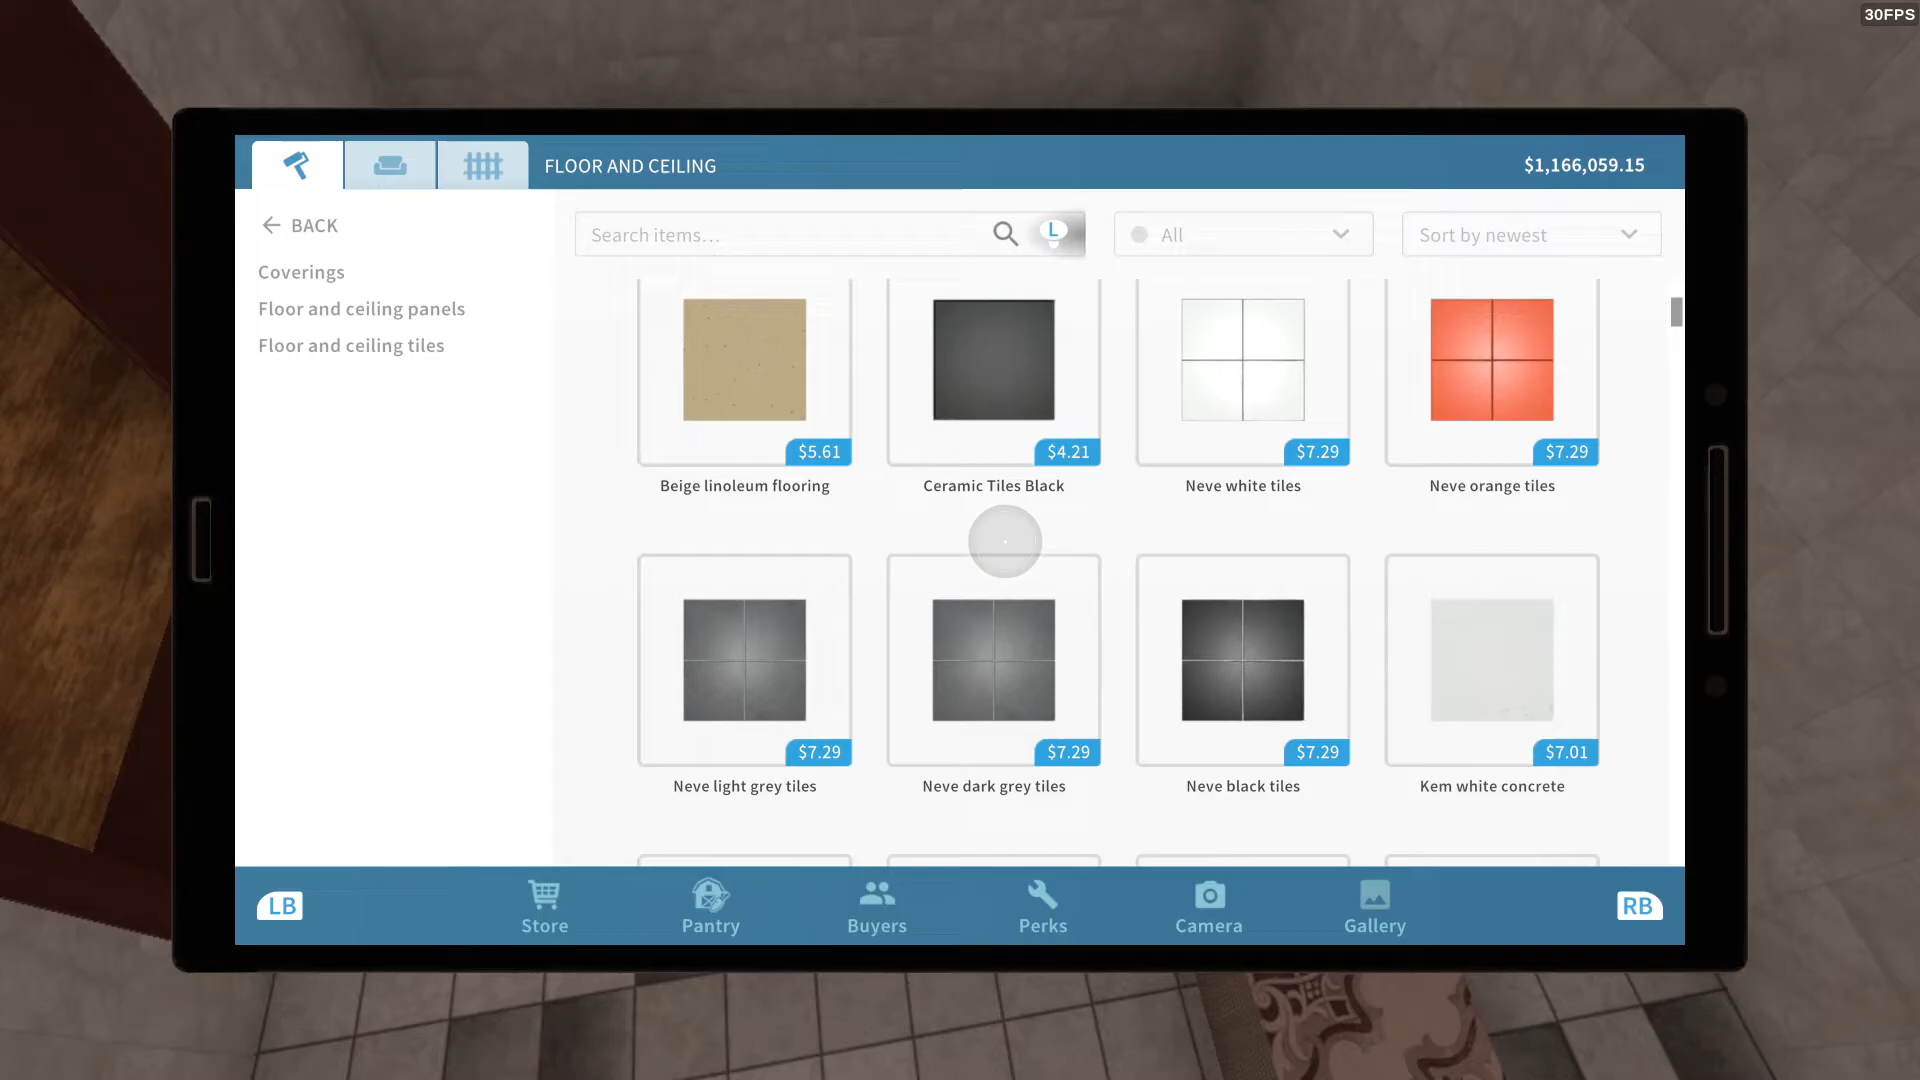 30FPS
FLOOR AND CEILING
$1,166,059.15
BACK
Coverings
Floor and ceiling panels
Floor and ceiling tiles
Search items...
L
All
Sort by newest
$5.61
$4.21
$7.29
$7.29
Beige linoleum flooring
Ceramic Tiles Black
Neve white tiles
Neve orange tiles
$7.29
$7.29
$7.29
$7.01
Neve light grey tiles
Neve dark grey tiles
Neve black tiles
Kem white concrete
LB
Store
Pantry
Buyers
Perks
Camera
Gallery
RB